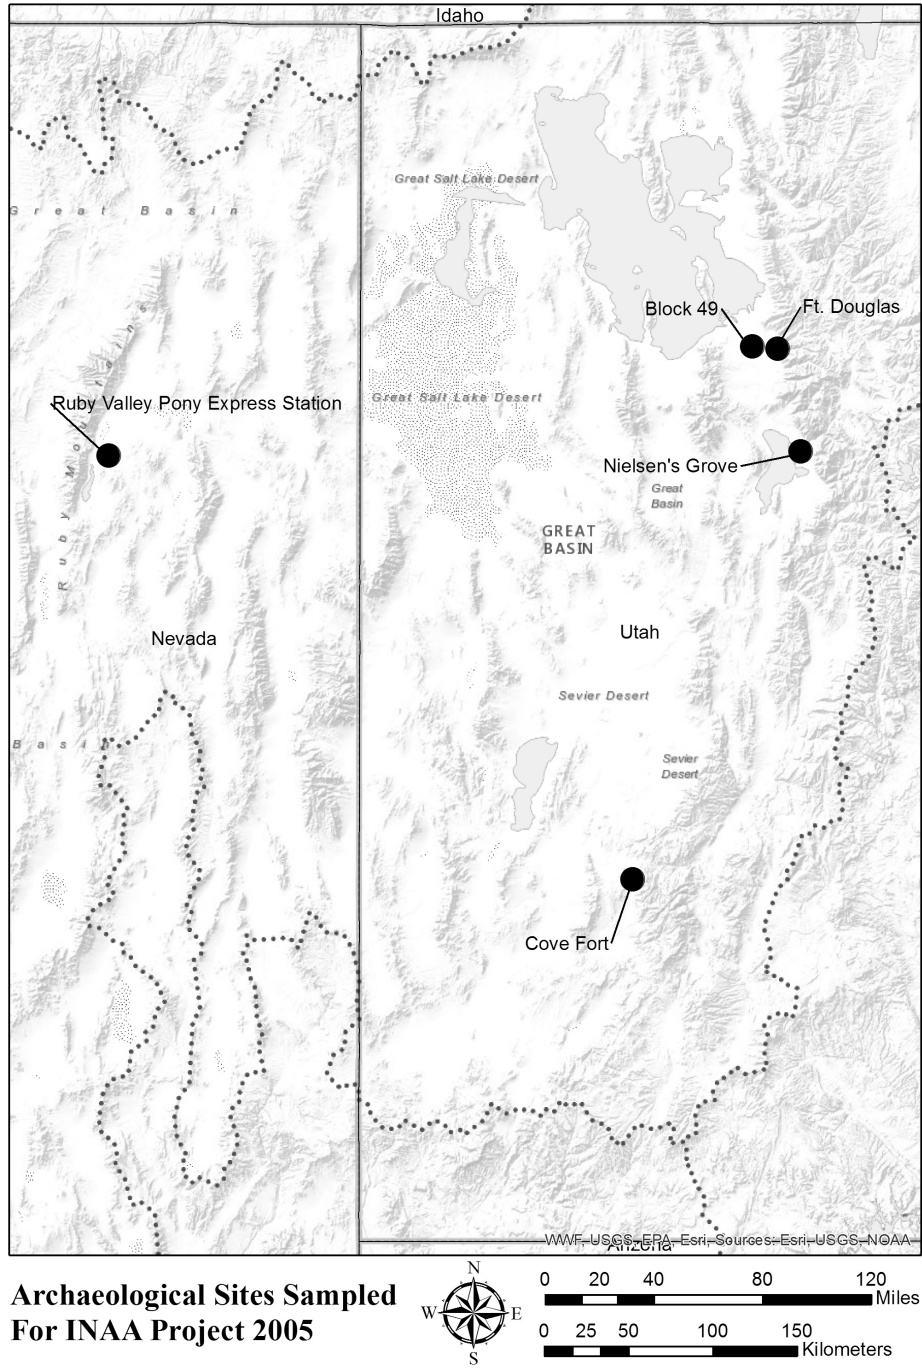 Idaho
Great Salt Lake Desert
Great Basin
Block 49
Ft. Douglas
Ruby Mountains
Great Salt Lake Desert
Ruby Valley Pony Express Station
Nielsen's Grove
Great
Basin
GREAT
BASIN
Utah
Nevada
Sevier Desert
Basin
Sevier
Desert
Cove Fort
WWF, USGS, EPA, Esri, Sources: Esri, USGS, NOAA
Arizona
Archaeological Sites Sampled
For INAA Project 2005
N
W E
S
0 20 40 80 120
Miles
0 25 50 100 150
Kilometers